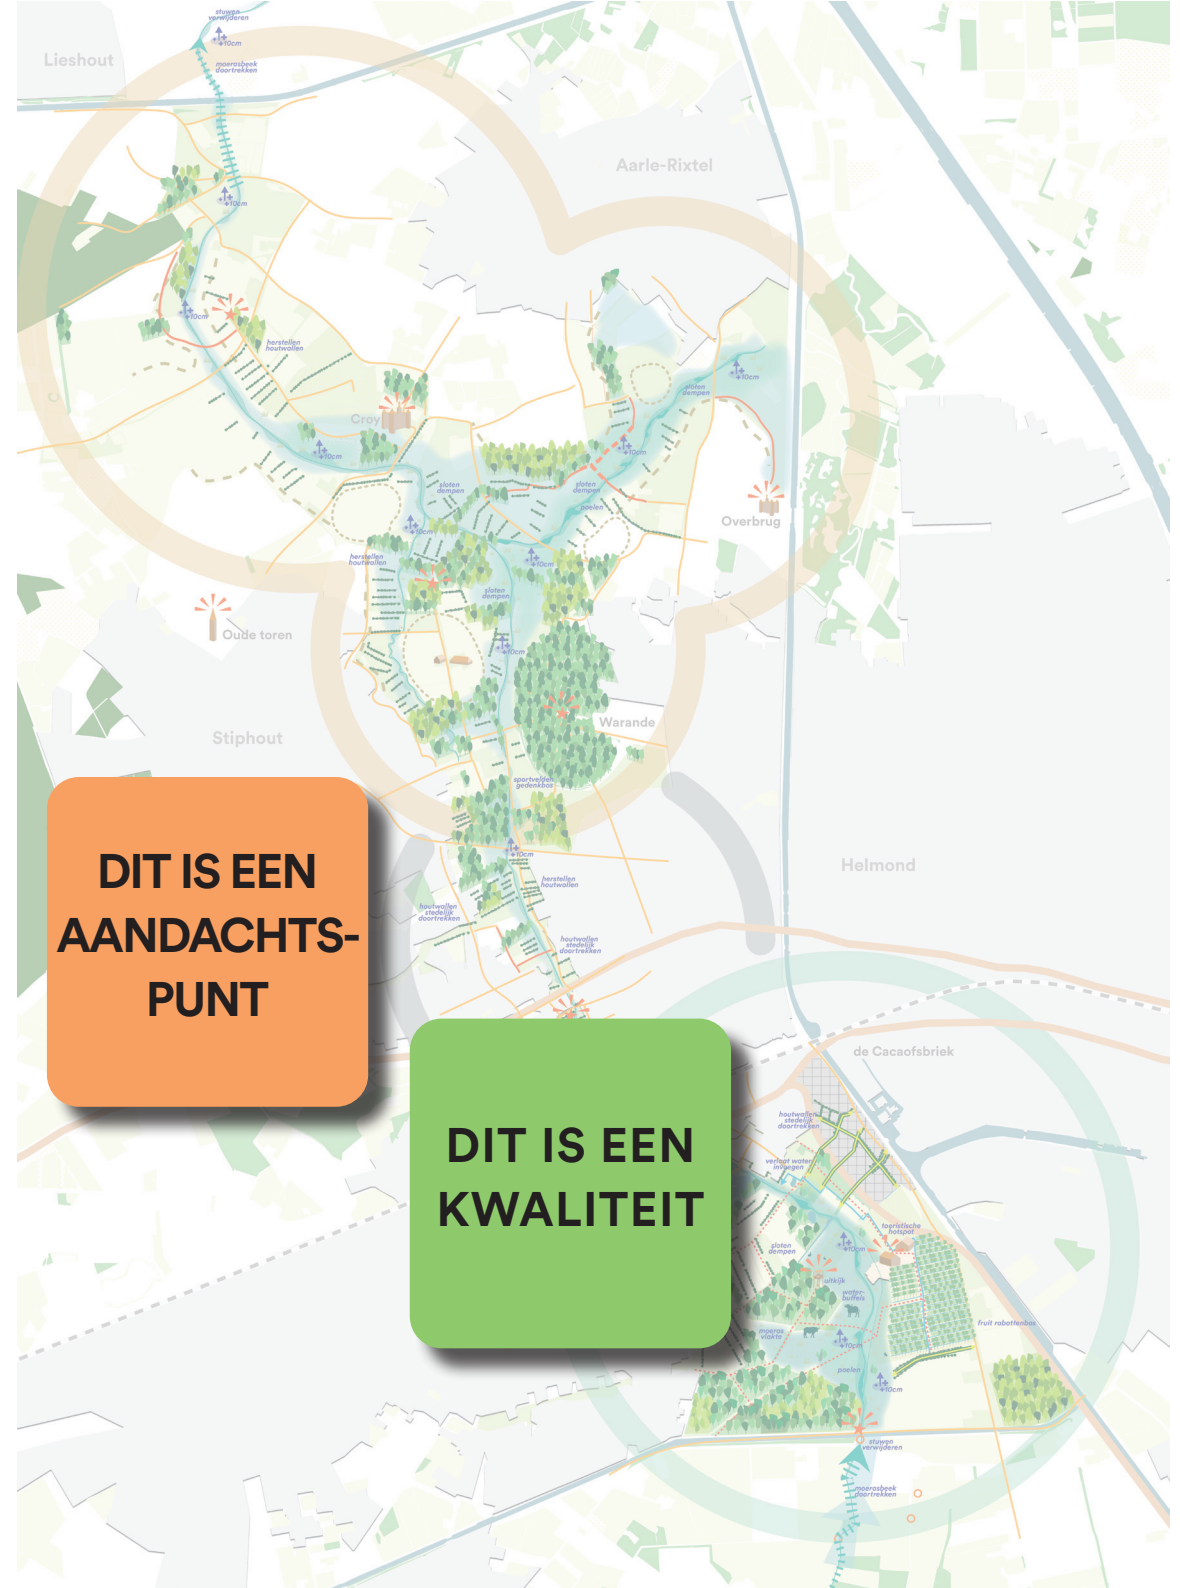 stuwen
verwijderen
+10cm
Lieshout
moerasbeek
doortrekken
Aarle-Rixtel
+10cm
+10cm
herstellen
houtwallen
+10cm
sloten
dempen
Croy
+10cm
+10cm
sloten
dempen
sloten
dempen
poelen
Overbrug
+10cm
herstellen
houtwallen
+10cm
sloten
dempen
Oude toren
+10cm
Warande
Stiphout
sportvelden
gedenkbos
+10cm
Helmond
herstellen
houtwallen
houtwallen
stedelijk
doortrekken
houtwallen
stedelijk
doortrekken
DIT IS EEN
AANDACHTS-
PUNT
de Cacaofsbriek
houtwallen
stedelijk
doortrekken
DIT IS EEN
KWALITEIT
verlaat water
invoegen
toeristische
hotspot
sloten
dempen
+10cm
uitkijk
water-
buffels
fruit rabattenbos
moeras
vlakte
+10cm
poelen
+10cm
stuwen
verwijderen
moerasbeek
doortrekken